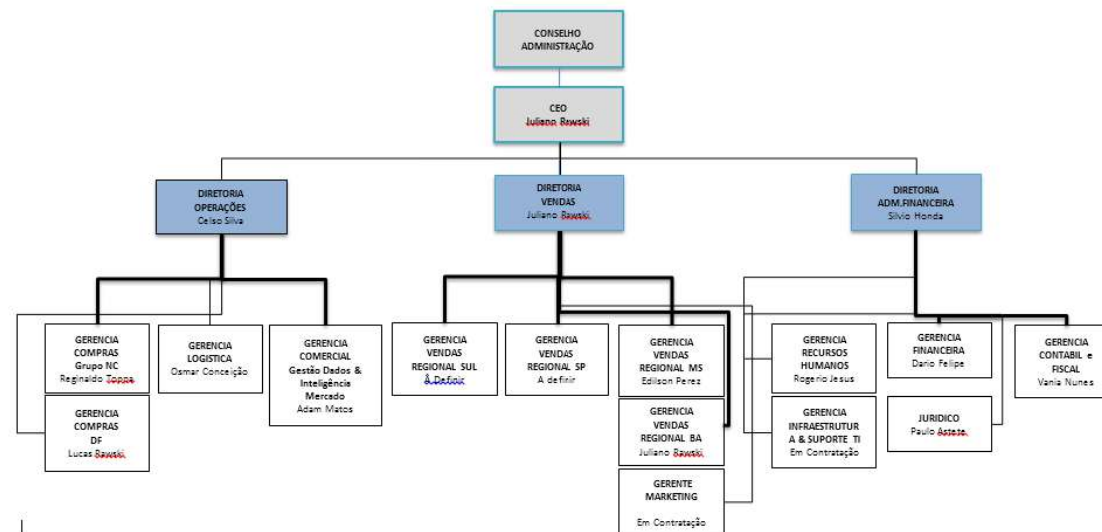 CONSELHO
ADMINISTRAÇÃO
CEO
Juliano Rawski
DIRETORIA
OPERAÇÕES
Celso Silva
DIRETORIA
VENDAS
Juliano Rawski
DIRETORIA
ADM.FINANCEIRA
Silvio Honda
GERENCIA
COMPRAS
Grupo NC
Reginaldo Toppa
GERENCIA
LOGISTICA
Osmar Conceição
GERENCIA
COMERCIAL
Gestão Dados &
Inteligência
Mercado
Adam Matos
GERENCIA
VENDAS
REGIONAL SUL
Á Definir
GERENCIA
VENDAS
REGIONAL SP
A definir
GERENCIA
VENDAS
REGIONAL MS
Edilson Perez
GERENCIA
RECURSOS
HUMANOS
Rogerio Jesus
GERENCIA
FINANCEIRA
Dario Felipe
GERENCIA
CONTABIL e
FISCAL
Vania Nunes
GERENCIA
COMPRAS
DF
Lucas Rawski
GERENCIA
VENDAS
REGIONAL BA
Juliano Rawski
GERENCIA
INFRAESTRUTUR
A & SUPORTE TI
Em Contratação
JURIDICO
Paulo Astete
GERENTE
MARKETING
Em Contratação